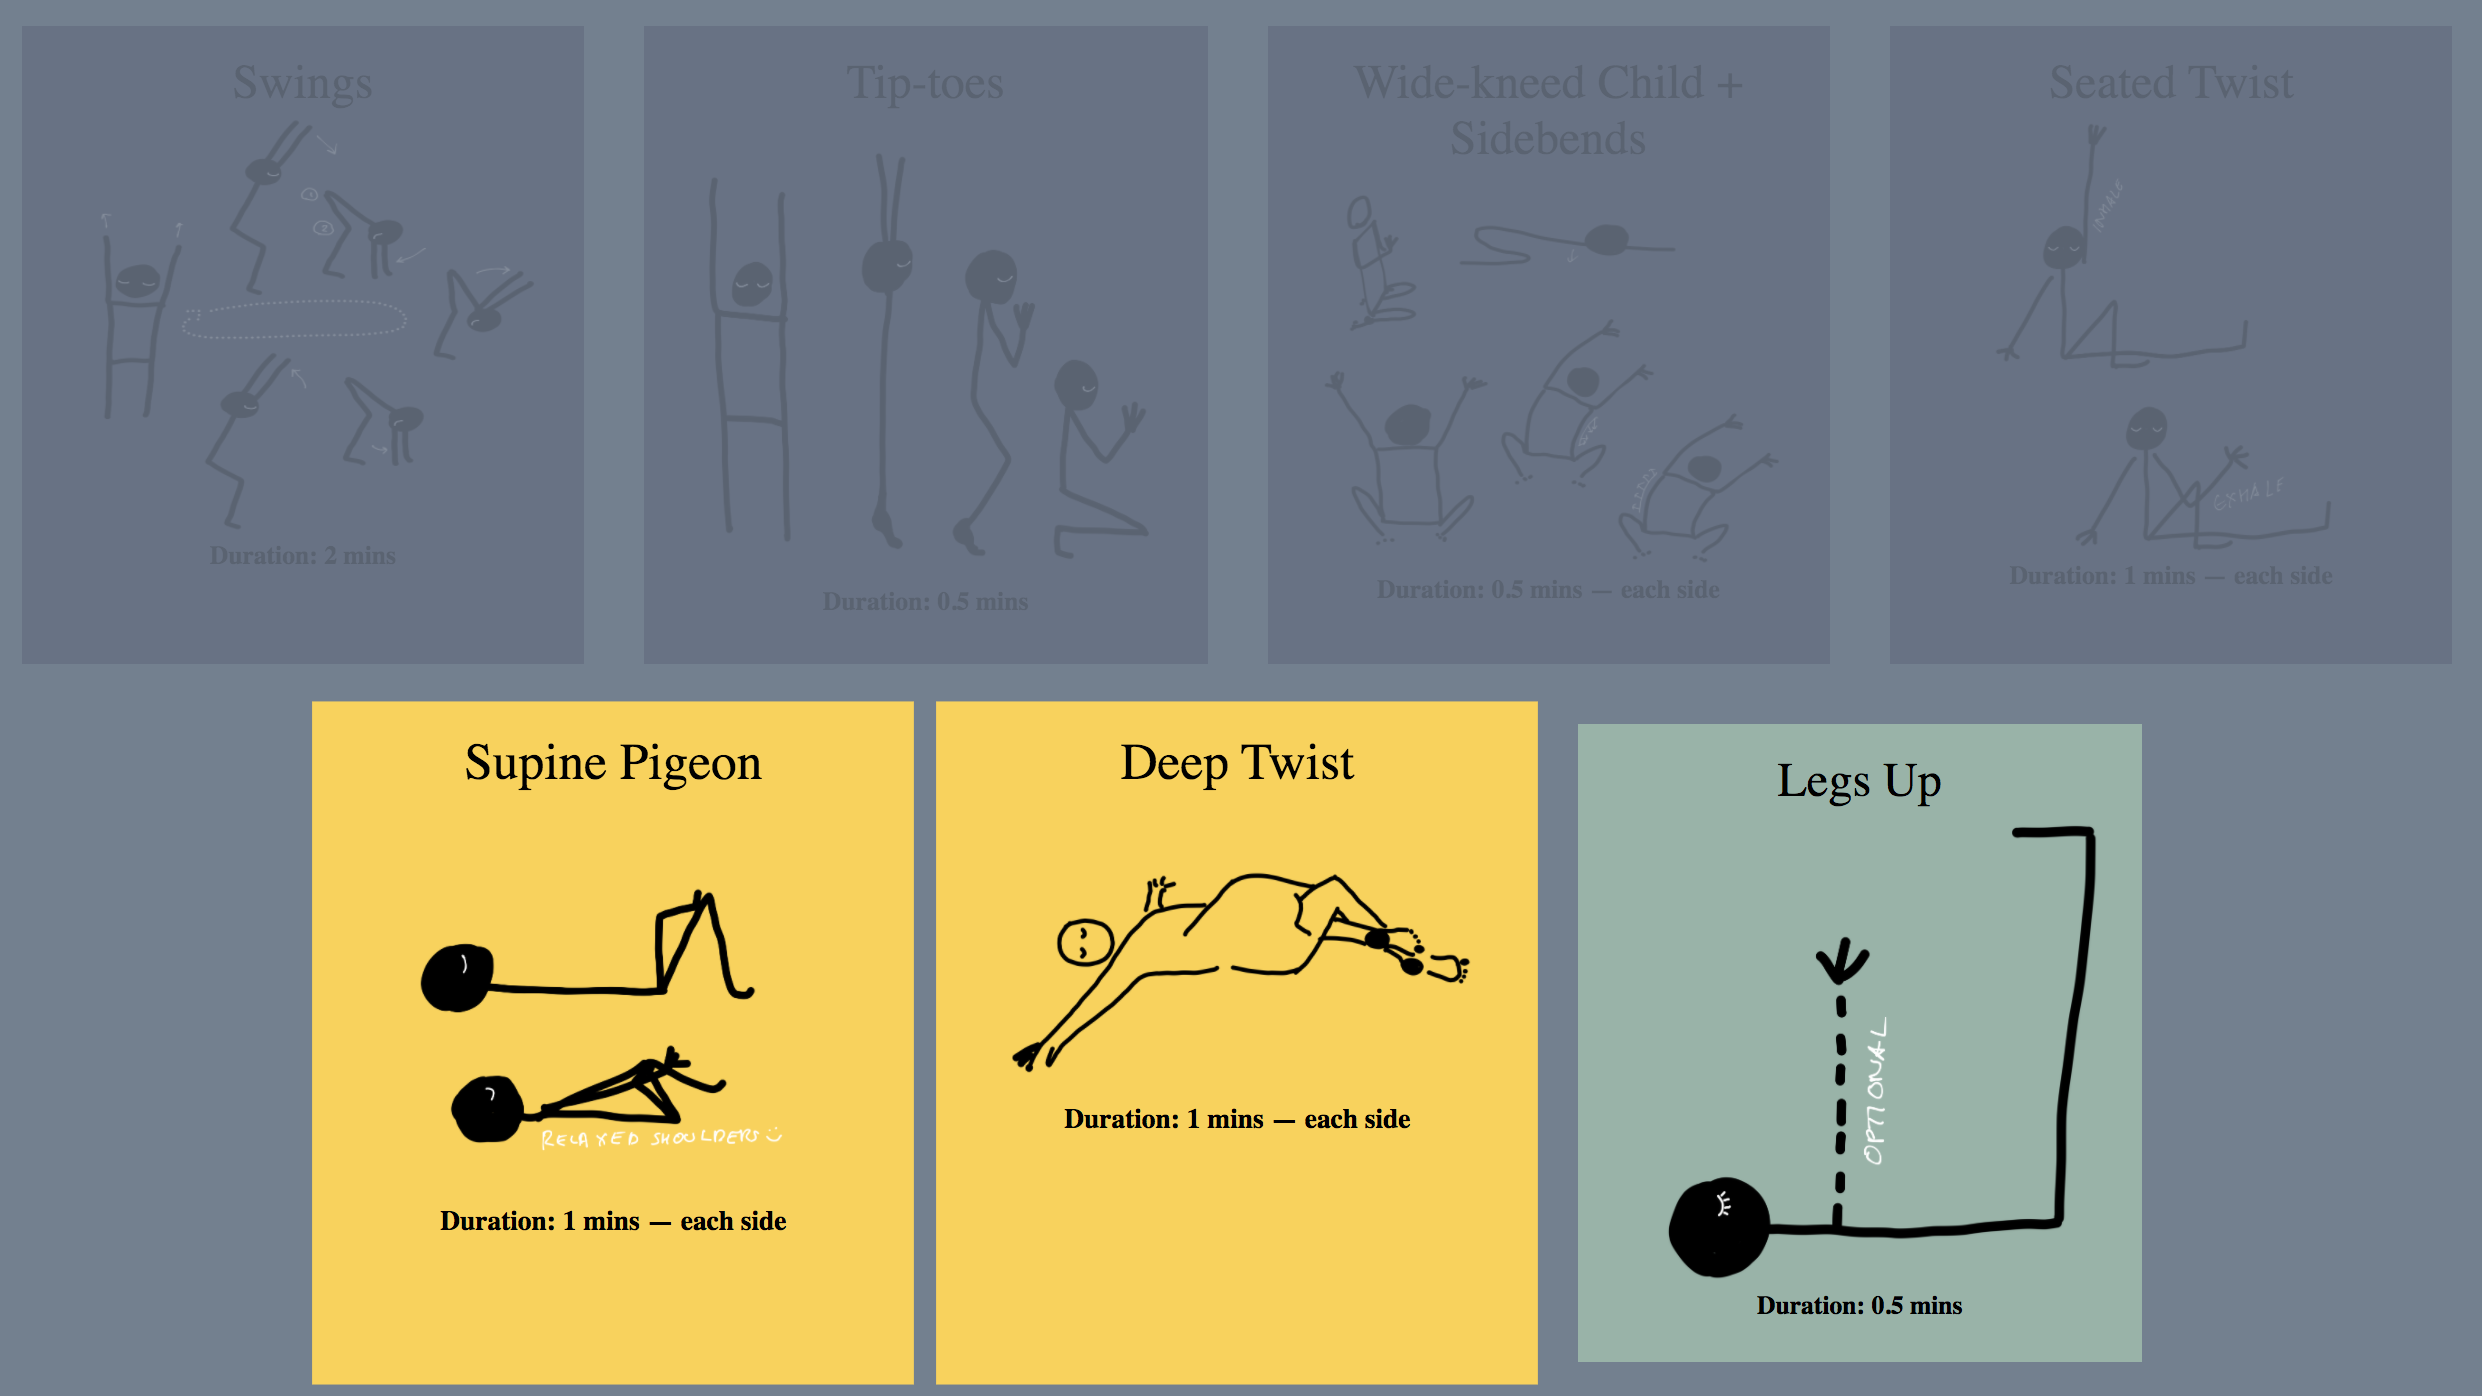 Swings
Duration: 2 mins
Tip-toes
Duration: 0.5 mins
Wide-kneed Child +
Sidebends
Duration: 0.5 mins — each side
Seated Twist
INHALE
EXHALE
Duration: 1 mins — each side
Supine Pigeon
RELAXED SHOULDERS
Duration: 1 mins — each side
Deep Twist
Duration: 1 mins — each side
Legs Up
OPTIONAL
Duration: 0.5 mins